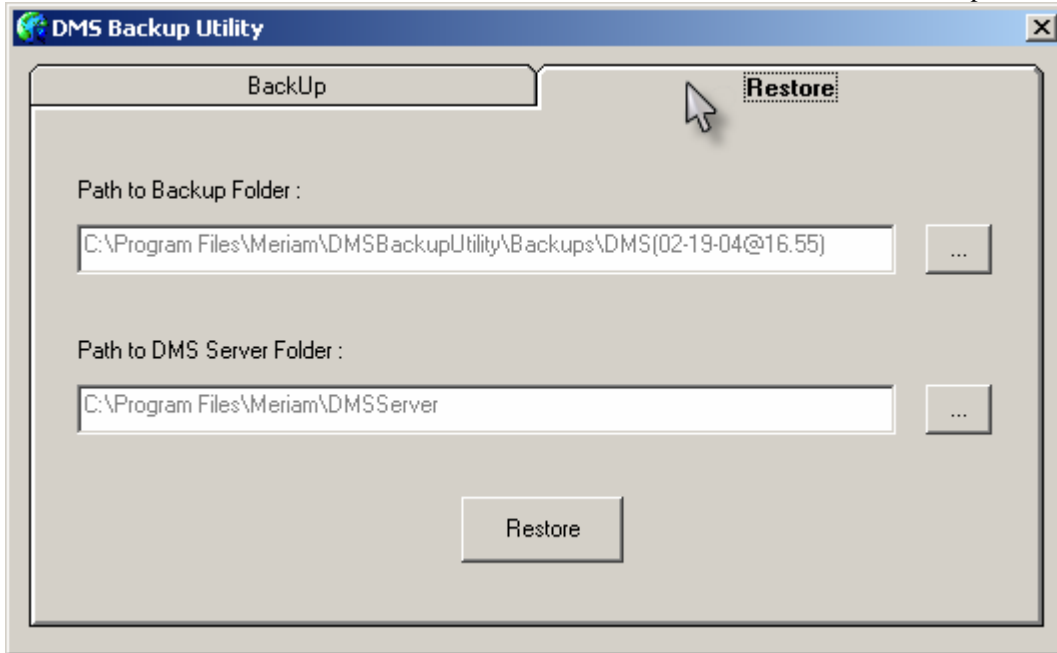 DMS Backup Utility
BackUp
Restore
Path to Backup Folder :
C:\Program Files\Meriam\DMSBackupUtility\Backups\DMS(02-19-04@16.55)
...
Path to DMS Server Folder :
C:\Program Files\Meriam\DMSServer
...
Restore